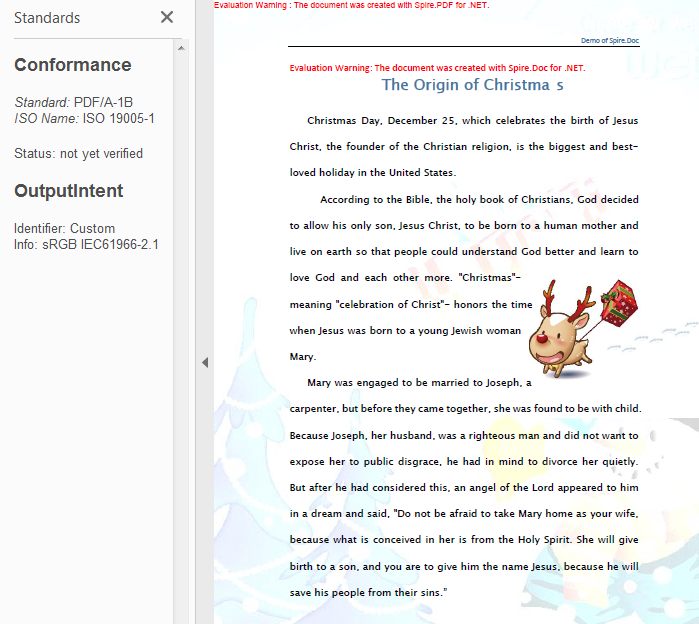 Standards
Conformance
Standard: PDF/A-1B
ISO Name: ISO 19005-1
Status: not yet verified
OutputIntent
Identifier: Custom
Info: sRGB IEC61966-2.1
Evaluation Warning : The document was created with Spire.PDF for .NET.
Demo of Spire.Doc
Evaluation Warning: The document was created with Spire.Doc for .NET.
The Origin of Christma s
Christmas Day, December 25, which celebrates the birth of Jesus
Christ, the founder of the Christian religion, is the biggest and best-
loved holiday in the United States.
According to the Bible, the holy book of Christians, God decided
to allow his only son, Jesus Christ, to be born to a human mother and
live on earth so that people could understand God better and learn to
love God and each other more. "Christmas"-
meaning "celebration of Christ"- honors the time
when Jesus was born to a young Jewish woman
Mary.
Mary was engaged to be married to Joseph, a
carpenter, but before they came together, she was found to be with child.
Because Joseph, her husband, was a righteous man and did not want to
expose her to public disgrace, he had in mind to divorce her quietly.
But after he had considered this, an angel of the Lord appeared to him
in a dream and said, "Do not be afraid to take Mary home as your wife,
because what is conceived in her is from the Holy Spirit. She will give
birth to a son, and you are to give him the name Jesus, because he will
save his people from their sins."